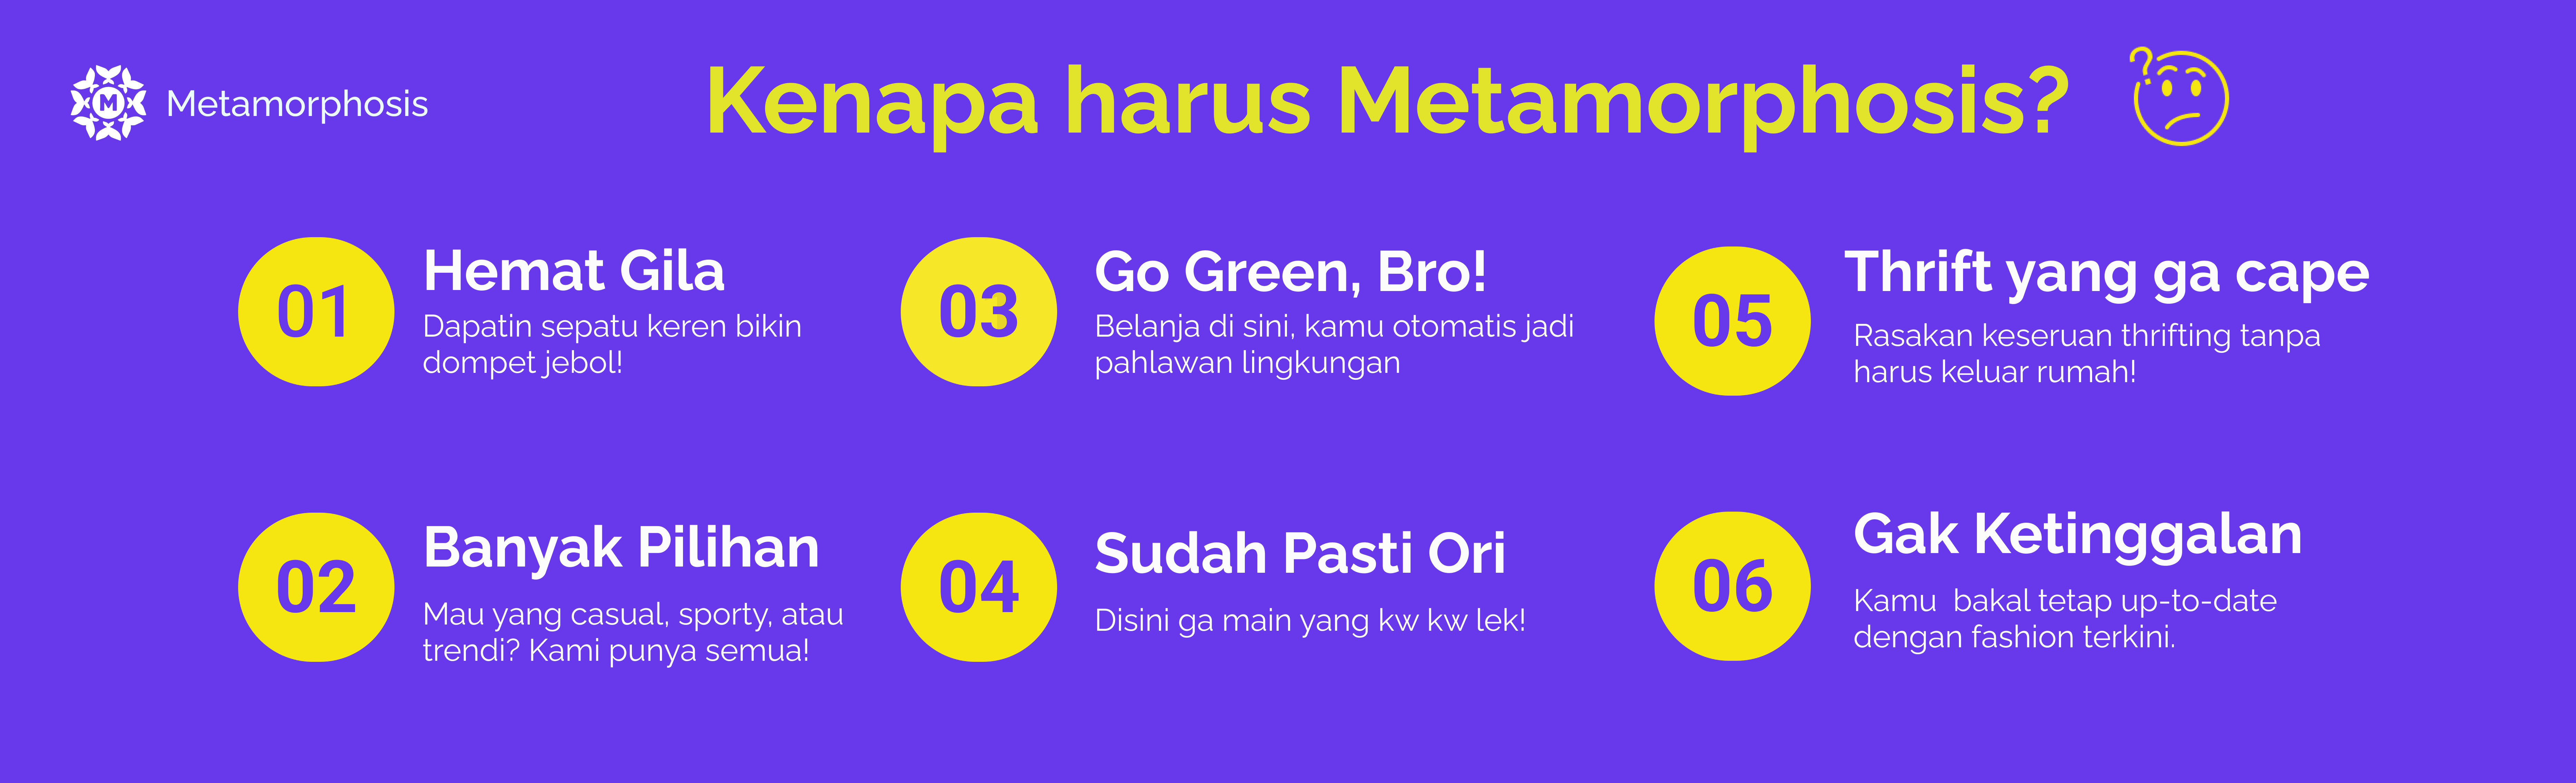 Metamorphosis
Kenapa harus Metamorphosis?
?
01
Hemat Gila
Dapatin sepatu keren bikin
dompet jebol!
02
Banyak Pilihan
Mau yang casual, sporty, atau
trendi? Kami punya semua!
03
Go Green, Bro!
Belanja di sini, kamu otomatis jadi
pahlawan lingkungan
04
Sudah Pasti Ori
Disini ga main yang kw kw lek!
05
Thrift yang ga cape
Rasakan keseruan thrifting tanpa
harus keluar rumah!
06
Gak Ketinggalan
Kamu  bakal tetap up-to-date
dengan fashion terkini.